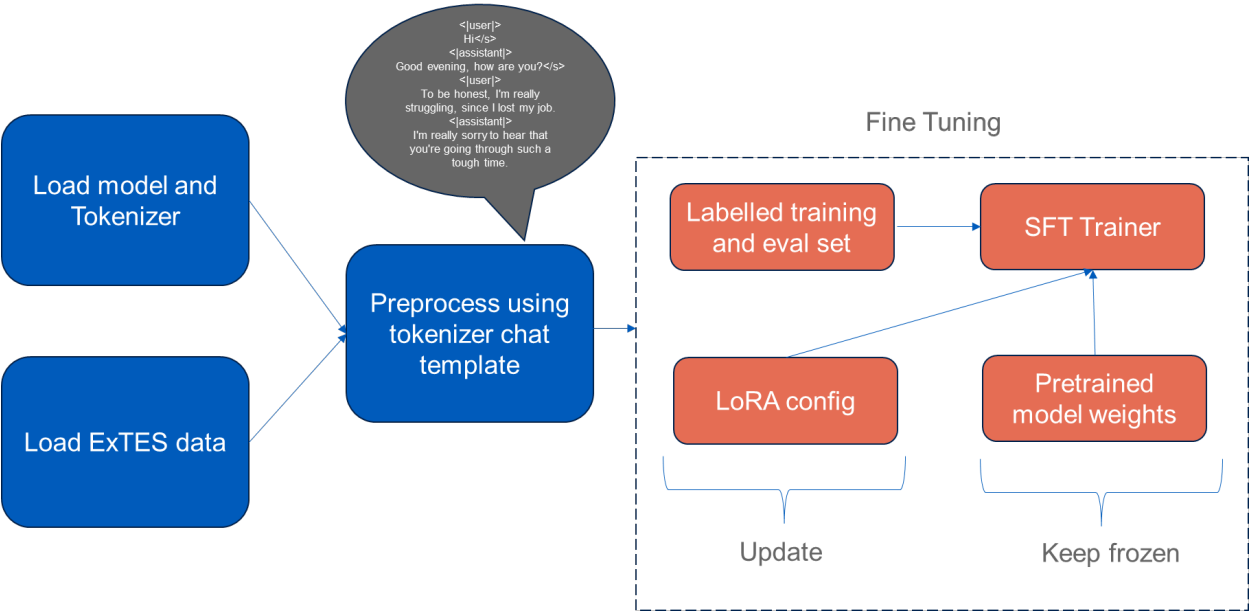 <|user|>
Hi</s>
<|assistant|>
Good evening, how are you?</s>
<|user|>
To be honest, I'm really
struggling, since I lost my job.
<|assistant|>
I'm really sorry to hear that
you're going through such a
tough time.
Load model and
Tokenizer
Load ExTES data
Preprocess using
tokenizer chat
template
Fine Tuning
Labelled training
and eval set
SFT Trainer
LoRA config
Pretrained
model weights
Update
Keep frozen